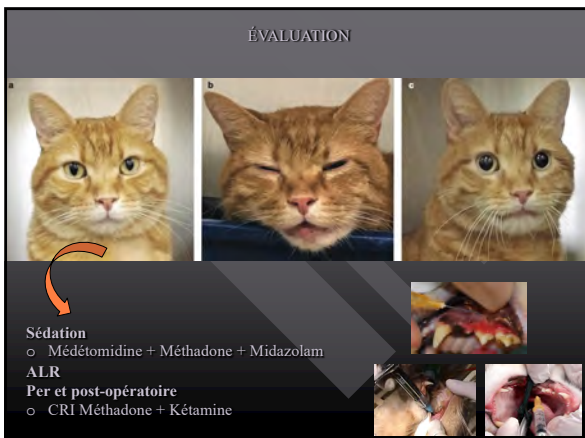 ÉVALUATION
a b c
Sédation
o Médétomidine + Méthadone + Midazolam
ALR
Per et post-opératoire
o CRI Méthadone + Kétamine